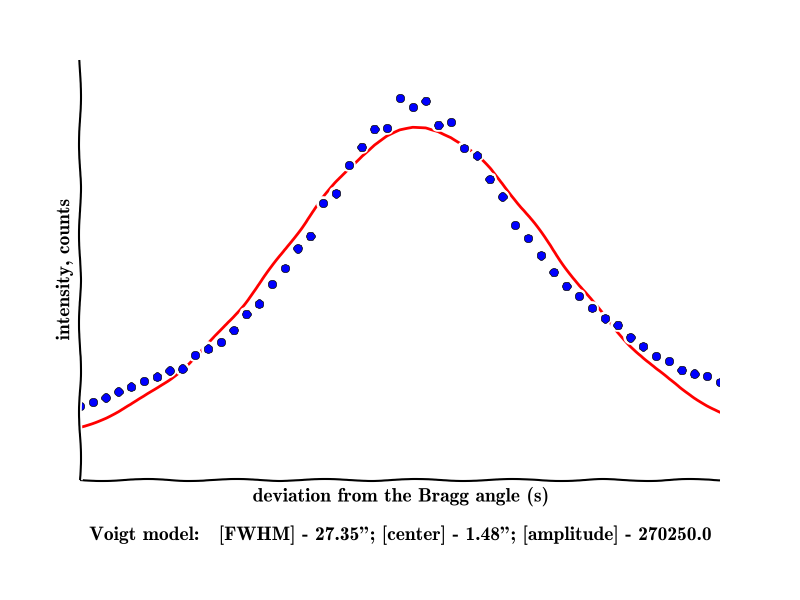 intensity, counts
deviation from the Bragg angle (s)
Voigt model: [FWHM] - 27.35”; [center] - 1.48”; [amplitude] - 270250.0